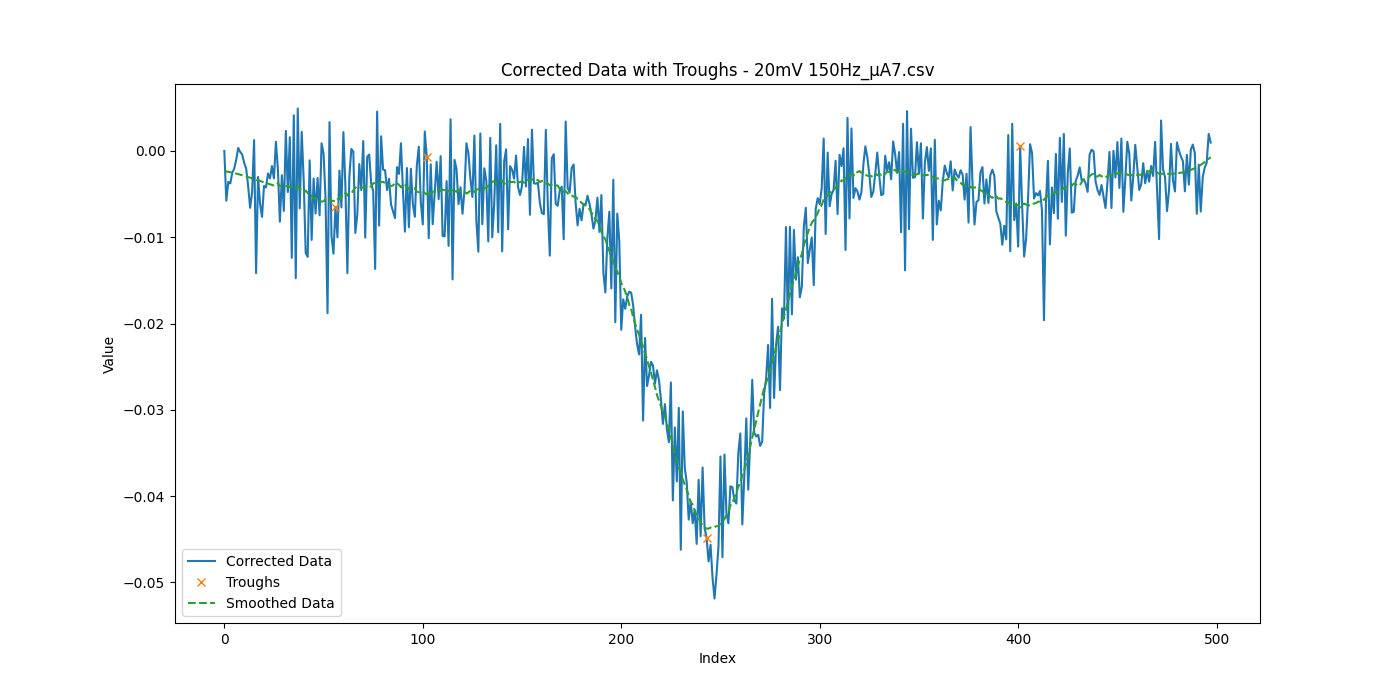 Corrected Data with Troughs - 20mV 150Hz_μA7.csv
Value
0.00
−0.01
−0.02
−0.03
−0.04
−0.05
Corrected Data
Troughs
Smoothed Data
0 100 200 300 400 500
Index